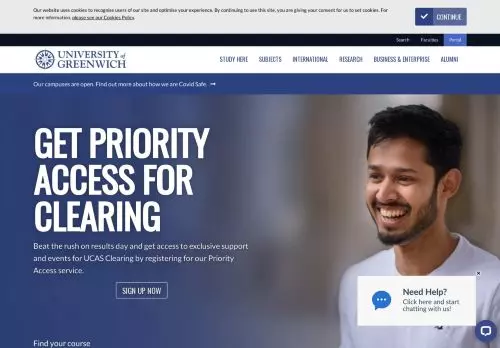 Our website uses cookies to recognise users of our site and optimise your experience. By continuing to use this site, you are giving your consent for us to set cookies. For
more information, please see our Cookies Policy.
CONTINUE
Search Faculties Portal
UNIVERSITY of
GREENWICH
STUDY HERE SUBJECTS INTERNATIONAL RESEARCH BUSINESS & ENTERPRISE ALUMNI
Our campuses are open. Find out more about how we are Covid Safe. →
GET PRIORITY
ACCESS FOR
CLEARING
Beat the rush on results day and get access to exclusive support
and events for UCAS Clearing by registering for our Priority
Access service.
SIGN UP NOW
Need Help?
Click here and start
chatting with us!
Find your course